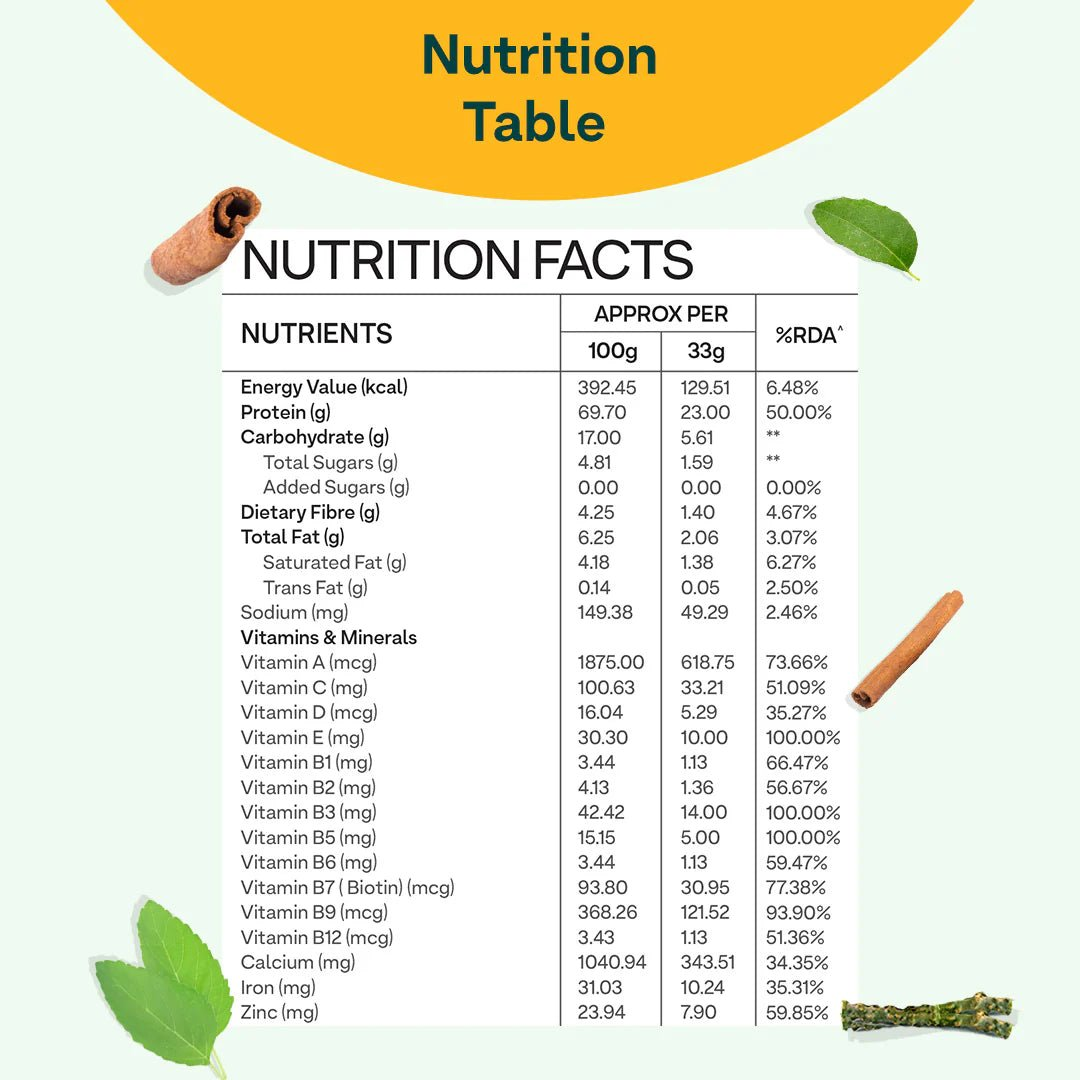 Nutrition
Table
NUTRITION FACTS
NUTRIENTS APPROX PER %RDA^
100g 33g
Energy Value (kcal) 392.45 129.51 6.48%
Protein (g) 69.70 23.00 50.00%
Carbohydrate (g) 17.00 5.61 **
Total Sugars (g) 4.81 1.59 **
Added Sugars (g) 0.00 0.00 0.00%
Dietary Fibre (g) 4.25 1.40 4.67%
Total Fat (g) 6.25 2.06 3.07%
Saturated Fat (g) 4.18 1.38 6.27%
Trans Fat (g) 0.14 0.05 2.50%
Sodium (mg) 149.38 49.29 2.46%
Vitamins & Minerals
Vitamin A (mcg) 1875.00 618.75 73.66%
Vitamin C (mg) 100.63 33.21 51.09%
Vitamin D (mcg) 16.04 5.29 35.27%
Vitamin E (mg) 30.30 10.00 100.00%
Vitamin B1 (mg) 3.44 1.13 66.47%
Vitamin B2 (mg) 4.13 1.36 56.67%
Vitamin B3 (mg) 42.42 14.00 100.00%
Vitamin B5 (mg) 15.15 5.00 100.00%
Vitamin B6 (mg) 3.44 1.13 59.47%
Vitamin B7 ( Biotin) (mcg) 93.80 30.95 77.38%
Vitamin B9 (mcg) 368.26 121.52 93.90%
Vitamin B12 (mcg) 3.43 1.13 51.36%
Calcium (mg) 1040.94 343.51 34.35%
Iron (mg) 31.03 10.24 35.31%
Zinc (mg) 23.94 7.90 59.85%